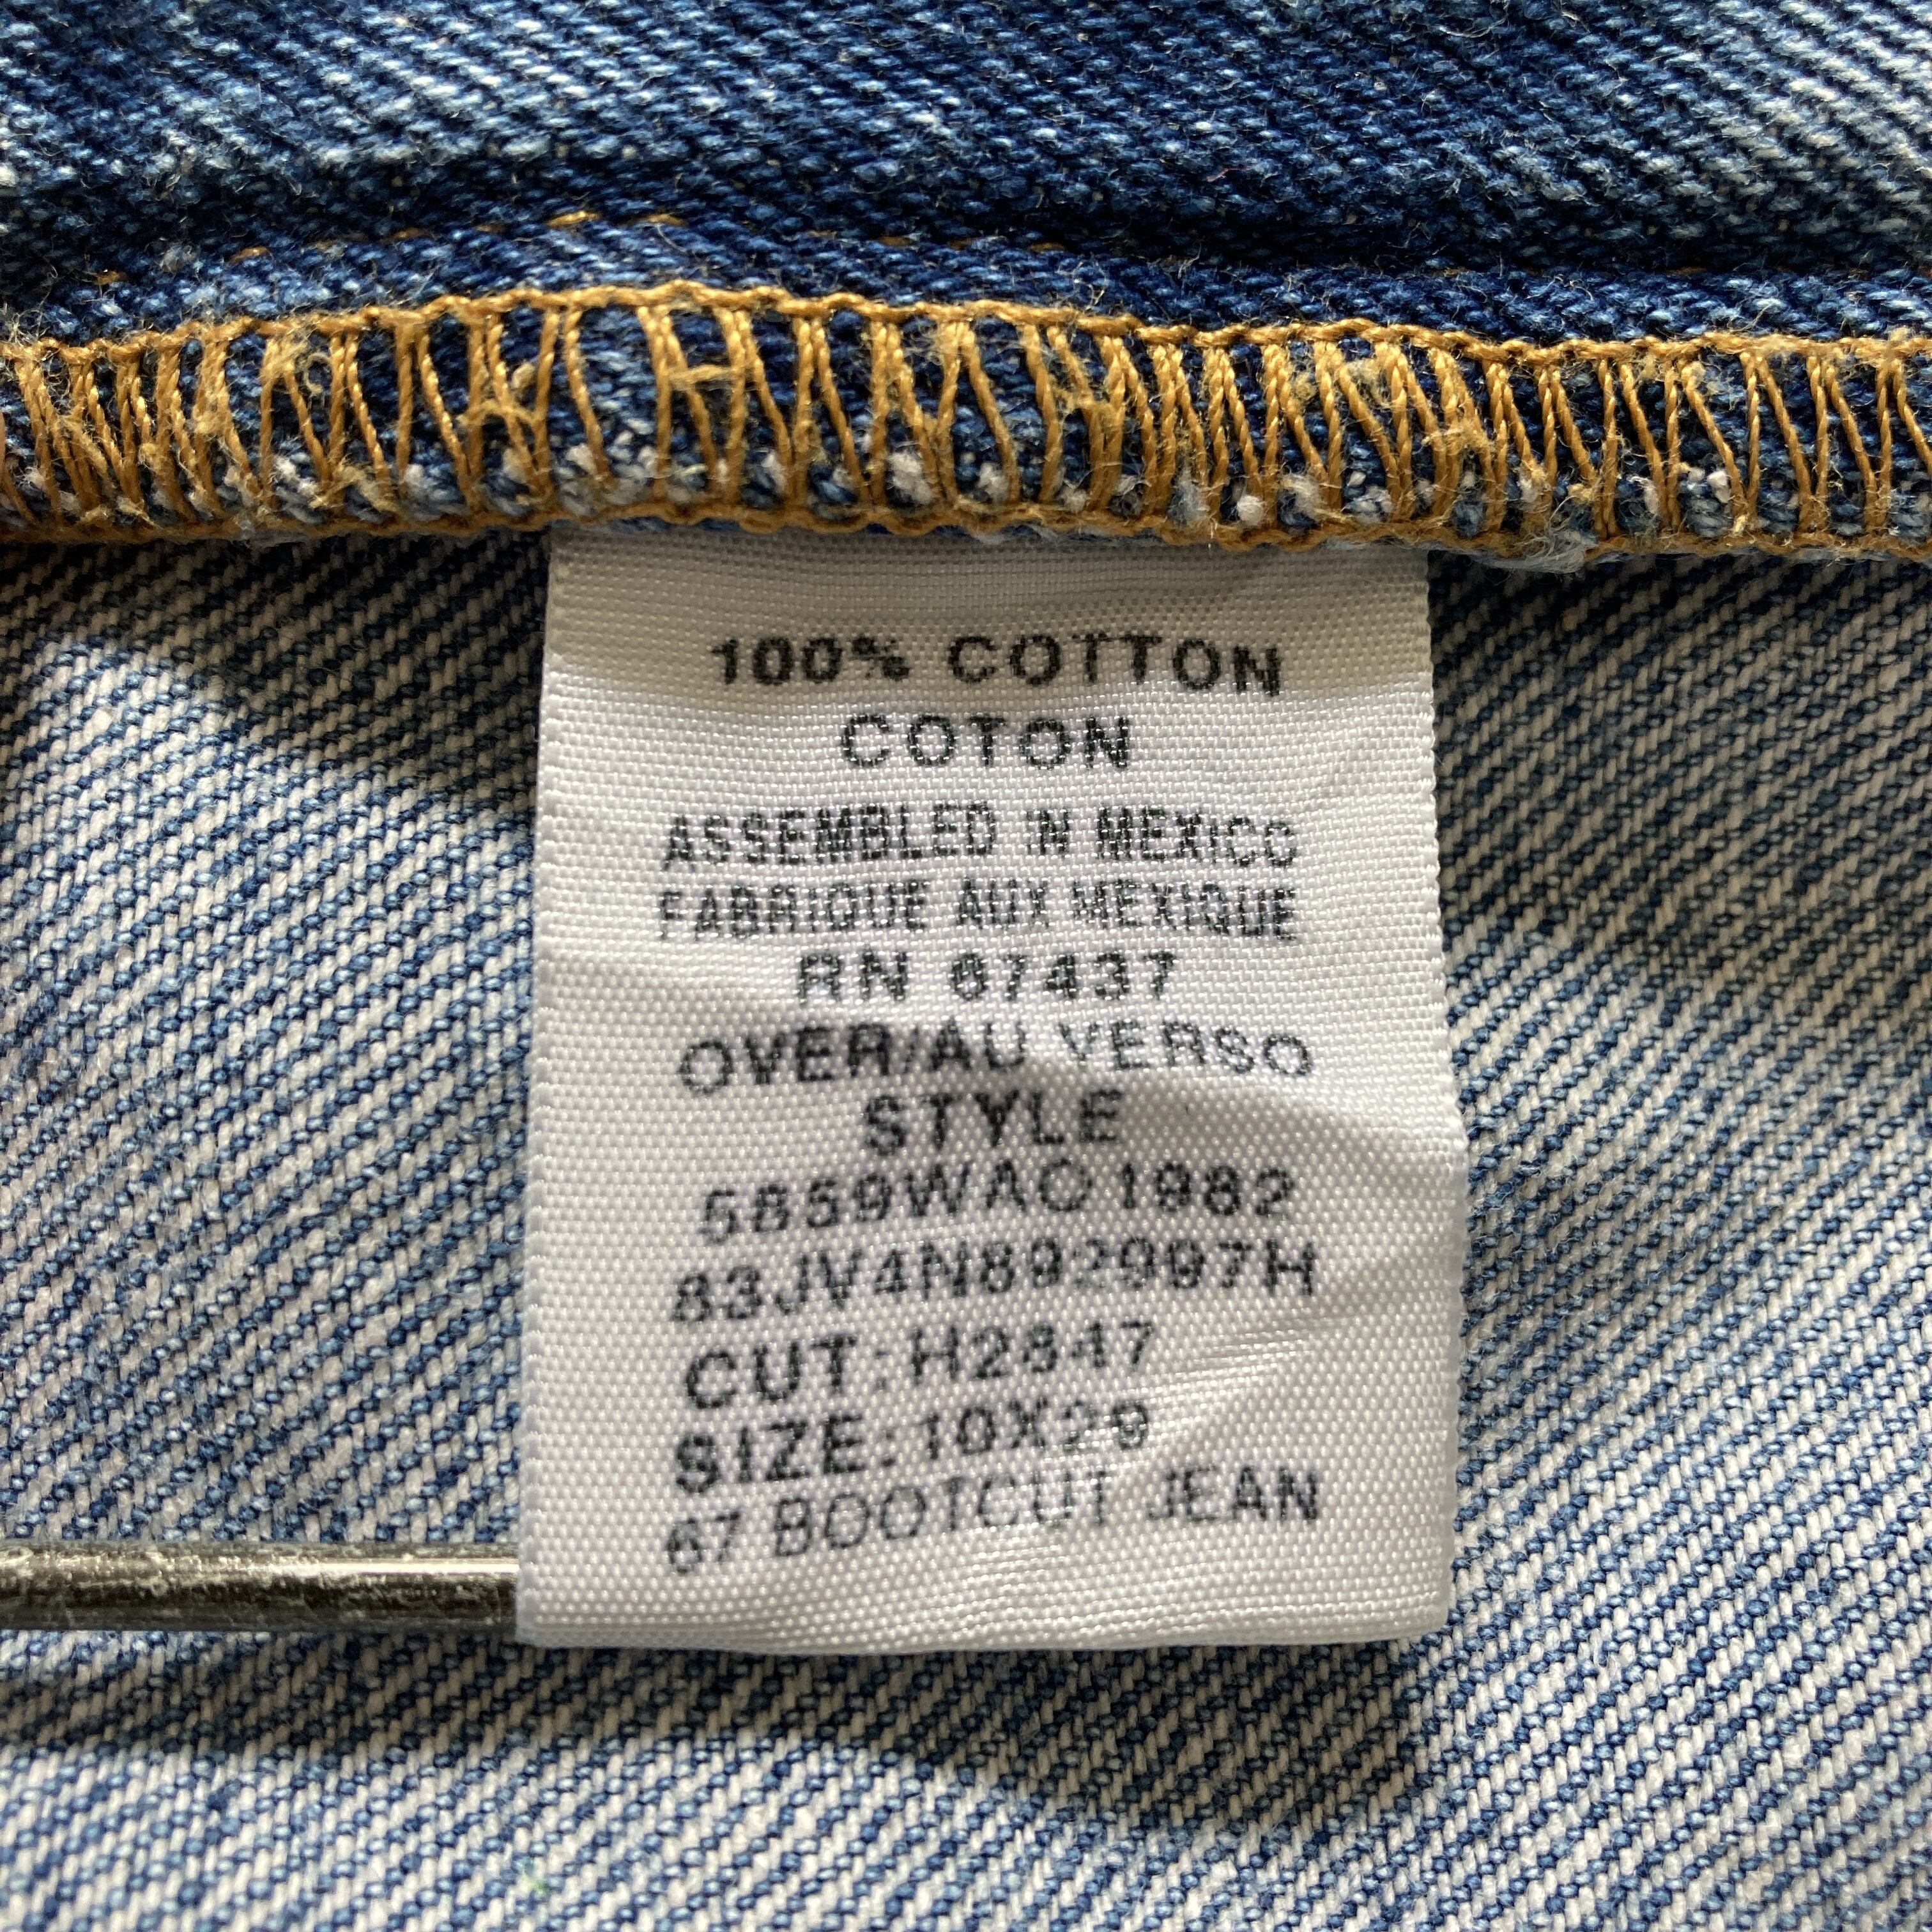 100% COTTON
COTON
ASSEMBLED IN MEXICO
FABRIQUE AUX MEXIQUE
RN 67437
OVER/AU VERSO
STYLE
5859WAO1982
83JV4N892997H
CUT:H2847
SIZE:10X29
67 BOOTCUT JEAN